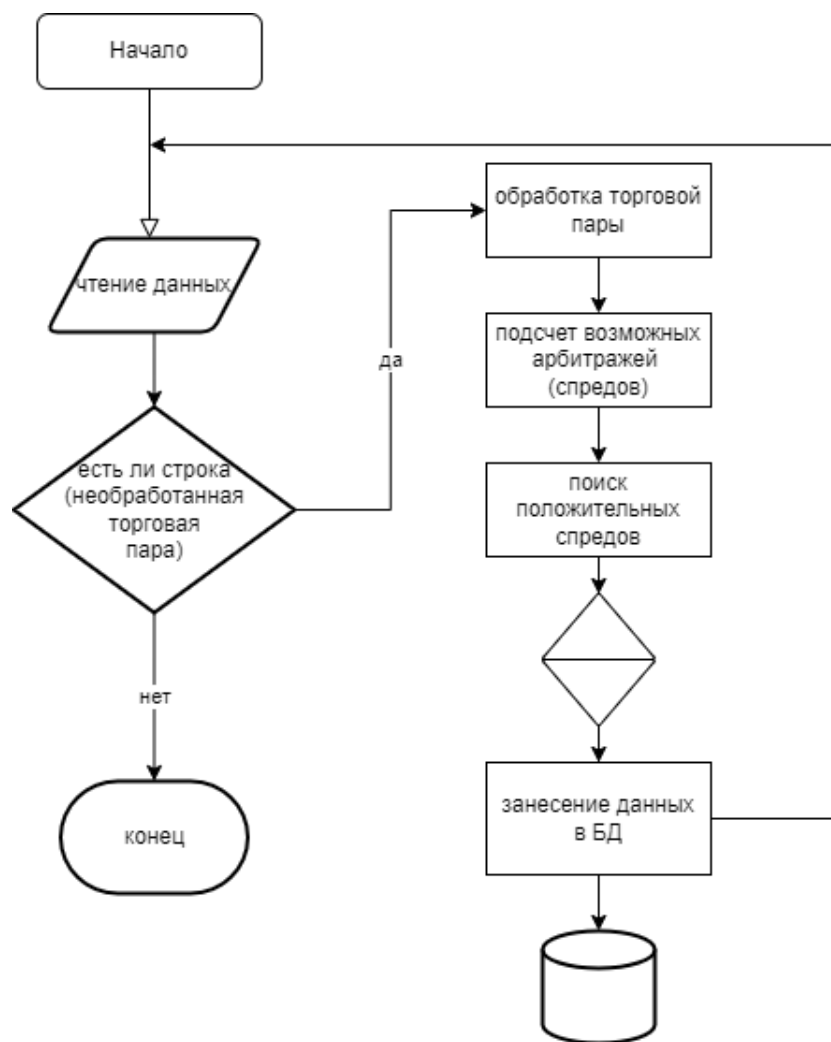 Начало
чтение данных
есть ли строка
(необработанная
торговая
пара)
да
нет
конец
обработка торговой
пары
подсчет возможных
арбитражей
(спредов)
поиск
положительных
спредов
занесение данных
в БД